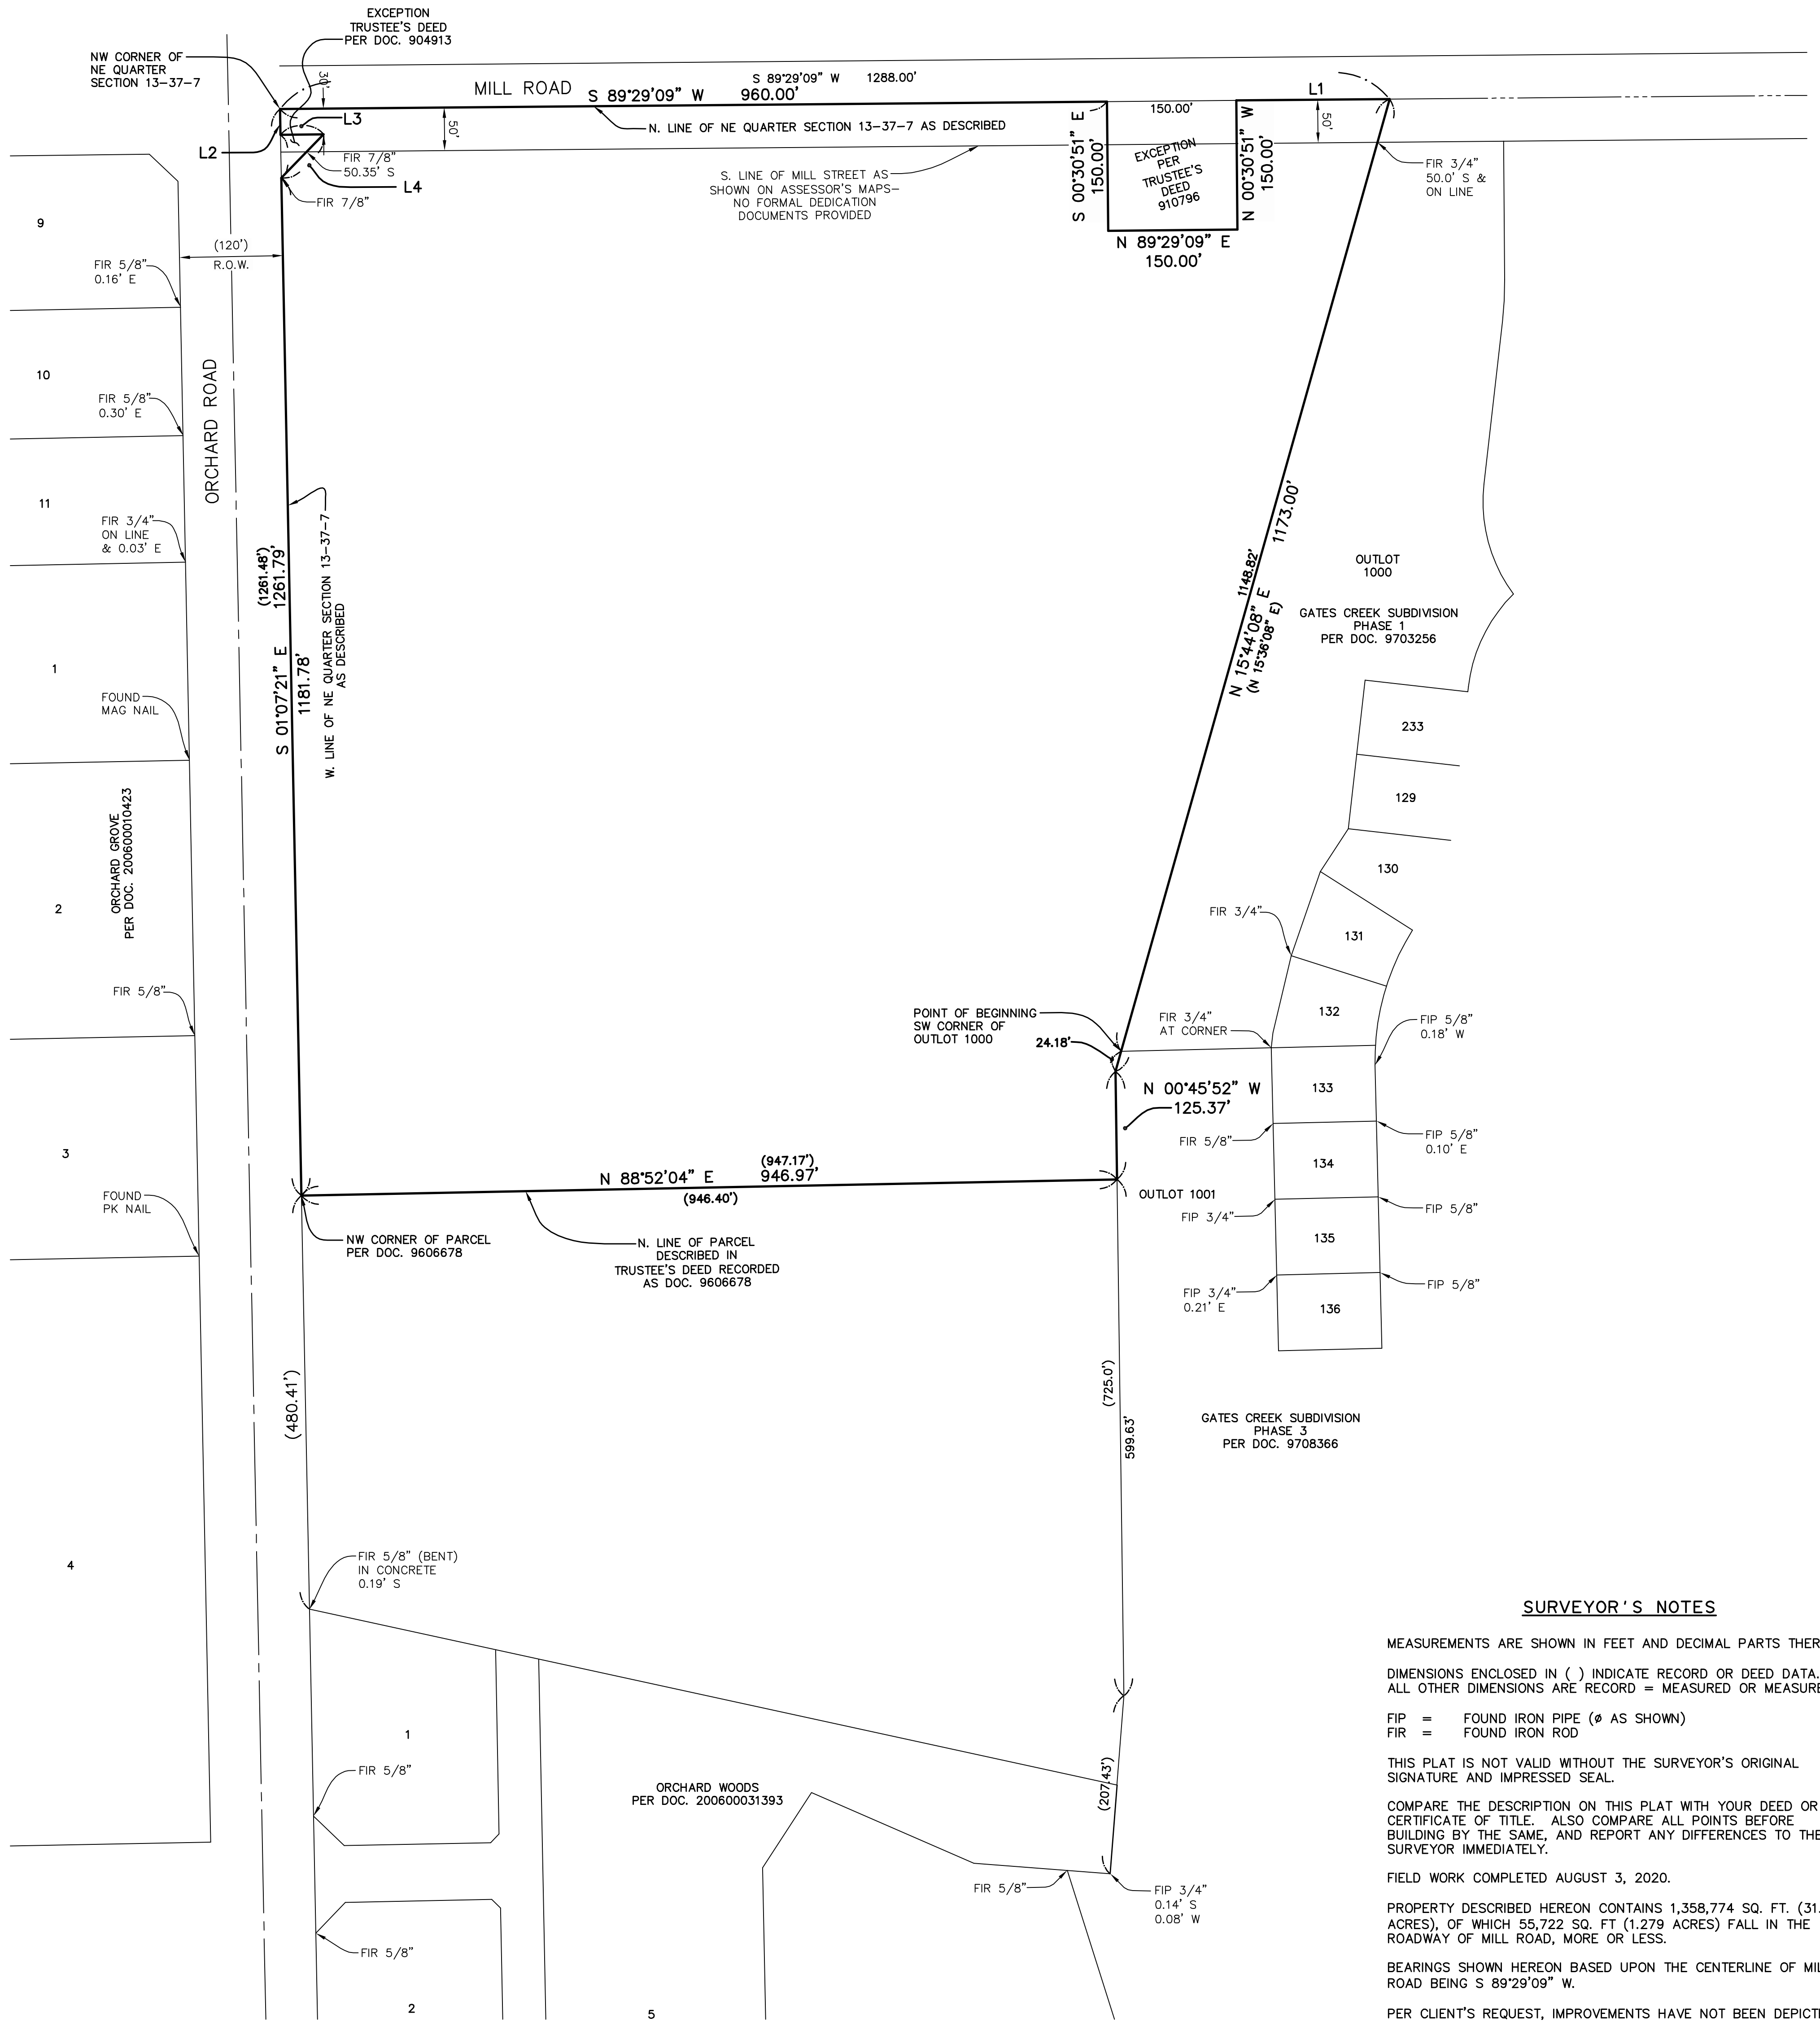 EXCEPTION
TRUSTEE'S DEED
PER DOC. 904913
NW CORNER OF
NE QUARTER
SECTION 13-37-7
30'
MILL ROAD
S 89°29'09" W 1288.00'
S 89°29'09" W 960.00'
L1
L3
L2
50'
N. LINE OF NE QUARTER SECTION 13-37-7 AS DESCRIBED
150.00'
50'
FIR 7/8"
50.35' S
L4
FIR 7/8"
S. LINE OF MILL STREET AS
SHOWN ON ASSESSOR'S MAPS-
NO FORMAL DEDICATION
DOCUMENTS PROVIDED
S 00°30'51" E
150.00'
EXCEPTION
PER
TRUSTEE'S
DEED
910796
N 00°30'51" W
150.00'
N 89°29'09" E
150.00'
FIR 3/4"
50.0' S &
ON LINE
9
(120')
R.O.W.
FIR 5/8"
0.16' E
10
FIR 5/8"
0.30' E
ORCHARD ROAD
11
FIR 3/4"
ON LINE
& 0.03' E
(1261.48')
1261.79'
S 01°07'21" E
1181.78'
W. LINE OF NE QUARTER SECTION 13-37-7
AS DESCRIBED
1173.00'
1148.82'
N 15°44'08" E
(N 15°36'08" E)
OUTLOT
1000
GATES CREEK SUBDIVISION
PHASE 1
PER DOC. 9703256
1
FOUND
MAG NAIL
233
129
130
131
132
133
134
135
136
ORCHARD GROVE
PER DOC. 200600010423
2
FIR 3/4"
FIR 5/8"
POINT OF BEGINNING
SW CORNER OF
OUTLOT 1000
24.18'
FIR 3/4"
AT CORNER
FIP 5/8"
0.18' W
N 00°45'52" W
125.37'
FIR 5/8"
FIP 5/8"
0.10' E
3
FOUND
PK NAIL
N 88°52'04" E
(947.17')
946.97'
(946.40')
OUTLOT 1001
FIP 3/4"
FIP 5/8"
NW CORNER OF PARCEL
PER DOC. 9606678
N. LINE OF PARCEL
DESCRIBED IN
TRUSTEE'S DEED RECORDED
AS DOC. 9606678
FIP 3/4"
0.21' E
FIP 5/8"
(480.41')
(725.0')
599.63'
GATES CREEK SUBDIVISION
PHASE 3
PER DOC. 9708366
4
FIR 5/8" (BENT)
IN CONCRETE
0.19' S
1
FIR 5/8"
ORCHARD WOODS
PER DOC. 200600031393
(207.43')
FIR 5/8"
FIP 3/4"
0.14' S
0.08' W
FIR 5/8"
2
5
SURVEYOR'S NOTES
MEASUREMENTS ARE SHOWN IN FEET AND DECIMAL PARTS
DIMENSIONS ENCLOSED IN ( ) INDICATE RECORD OR DEED DATA.
ALL OTHER DIMENSIONS ARE RECORD = MEASURED OR
FIP = FOUND IRON PIPE (ø AS SHOWN)
FIR = FOUND IRON ROD
THIS PLAT IS NOT VALID WITHOUT THE SURVEYOR'S ORIGINAL
SIGNATURE AND IMPRESSED SEAL.
COMPARE THE DESCRIPTION ON THIS PLAT WITH YOUR DEED OR
CERTIFICATE OF TITLE. ALSO COMPARE ALL POINTS BEFORE
BUILDING BY THE SAME, AND REPORT ANY DIFFERENCES TO THE
SURVEYOR IMMEDIATELY.
FIELD WORK COMPLETED AUGUST 3, 2020.
PROPERTY DESCRIBED HEREON CONTAINS 1,358,774 SQ. FT. (31.
ACRES), OF WHICH 55,722 SQ. FT (1.279 ACRES) FALL IN THE
ROADWAY OF MILL ROAD, MORE OR LESS.
BEARINGS SHOWN HEREON BASED UPON THE CENTERLINE OF
ROAD BEING S 89°29'09" W.
PER CLIENT'S REQUEST, IMPROVEMENTS HAVE NOT BEEN